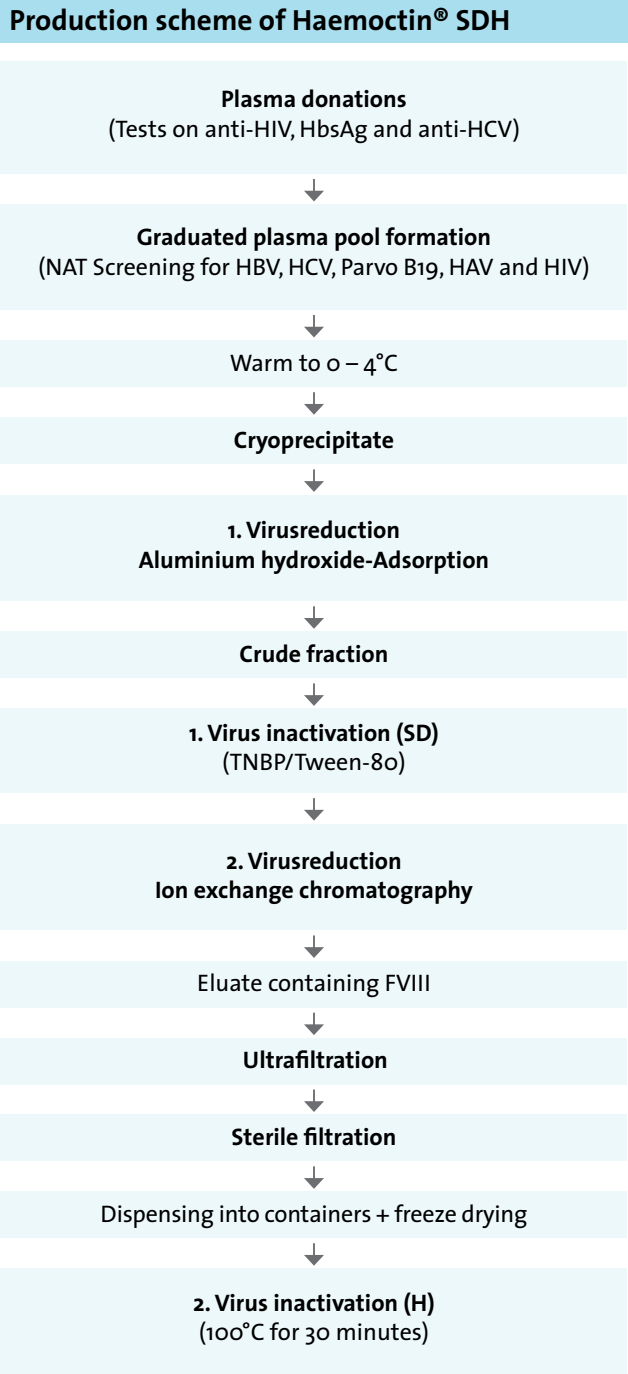 Production scheme of Haemoctin® SDH
Plasma donations
(Tests on anti-HIV, HbsAg and anti-HCV)
Graduated plasma pool formation
(NAT Screening for HBV, HCV, Parvo B19, HAV and HIV)
Warm to 0 – 4°C
Cryoprecipitate
1. Virusreduction
Aluminium hydroxide-Adsorption
Crude fraction
1. Virus inactivation (SD)
(TNBP/Tween-80)
2. Virusreduction
Ion exchange chromatography
Eluate containing FVIII
Ultrafiltration
Sterile filtration
Dispensing into containers + freeze drying
2. Virus inactivation (H)
(100°C for 30 minutes)